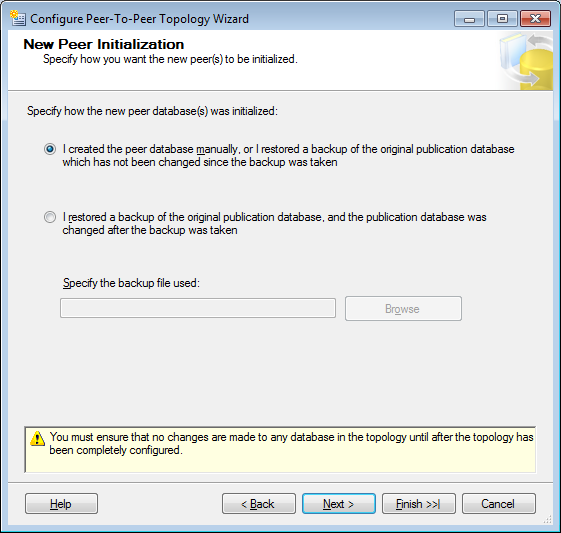 Configure Peer-To-Peer Topology Wizard
New Peer Initialization
Specify how you want the new peer(s) to be initialized.
Specify how the new peer database(s) was initialized:
I created the peer database manually, or I restored a backup of the original publication database
which has not been changed since the backup was taken
I restored a backup of the original publication database, and the publication database was
changed after the backup was taken
Specify the backup file used:
Browse
You must ensure that no changes are made to any database in the topology until after the topology has
been completely configured.
Help
< Back
Next >
Finish >>|
Cancel